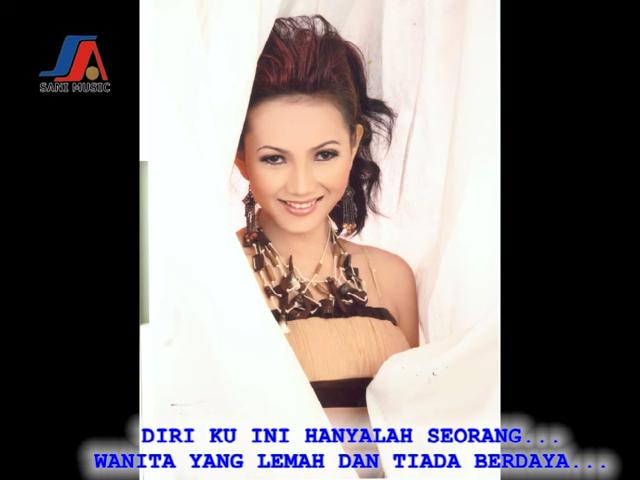 SANI MUSIC
DIRI KU INI HANYALAH SEORANG...
WANITA YANG LEMAH DAN TIADA BERDAYA...